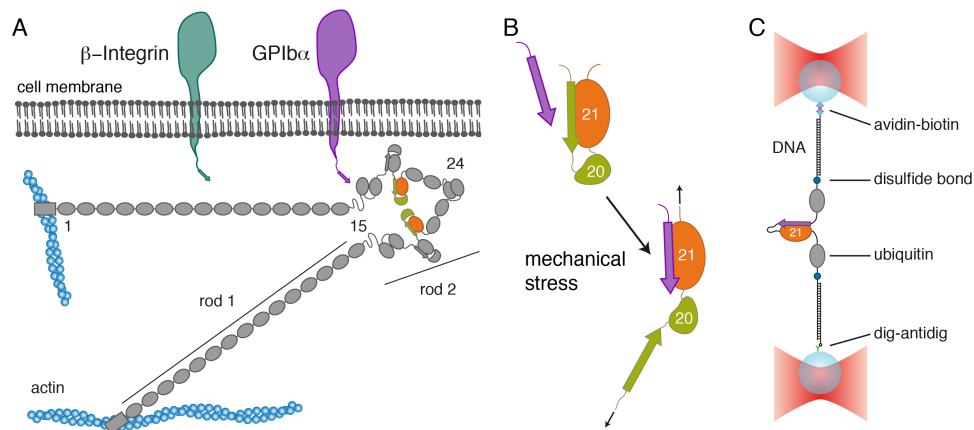 A
β-Integrin
GPIbα
cell membrane
24
1
15
rod 1
rod 2
actin
B
21
20
mechanical
stress
21
20
C
avidin-biotin
DNA
disulfide bond
21
ubiquitin
dig-antidig